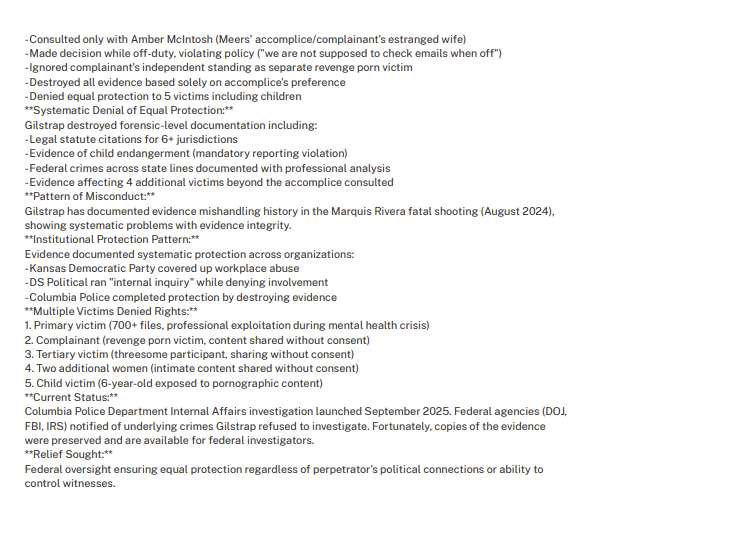 -Consulted only with Amber McIntosh (Meers' accomplice/complainant's estranged wife)
-Made decision while off-duty, violating policy ("we are not supposed to check emails when off")
-Ignored complainant's independent standing as separate revenge porn victim
-Destroyed all evidence based solely on accomplice's preference
-Denied equal protection to 5 victims including children
**Systematic Denial of Equal Protection:**
Gilstrap destroyed forensic-level documentation including:
-Legal statute citations for 6+ jurisdictions
-Evidence of child endangerment (mandatory reporting violation)
-Federal crimes across state lines documented with professional analysis
-Evidence affecting 4 additional victims beyond the accomplice consulted
**Pattern of Misconduct:**
Gilstrap has documented evidence mishandling history in the Marquis Rivera fatal shooting (August 2024),
showing systematic problems with evidence integrity.
**Institutional Protection Pattern:**
Evidence documented systematic protection across organizations:
-Kansas Democratic Party covered up workplace abuse
-DS Political ran "internal inquiry" while denying involvement
-Columbia Police completed protection by destroying evidence
**Multiple Victims Denied Rights:**
1. Primary victim (700+ files, professional exploitation during mental health crisis)
2. Complainant (revenge porn victim, content shared without consent)
3. Tertiary victim (threesome participant, sharing without consent)
4. Two additional women (intimate content shared without consent)
5. Child victim (6-year-old exposed to pornographic content)
**Current Status:**
Columbia Police Department Internal Affairs investigation launched September 2025. Federal agencies (DOJ,
FBI, IRS) notified of underlying crimes Gilstrap refused to investigate. Fortunately, copies of the evidence
were preserved and are available for federal investigators.
**Relief Sought:**
Federal oversight ensuring equal protection regardless of perpetrator's political connections or ability to
control witnesses.